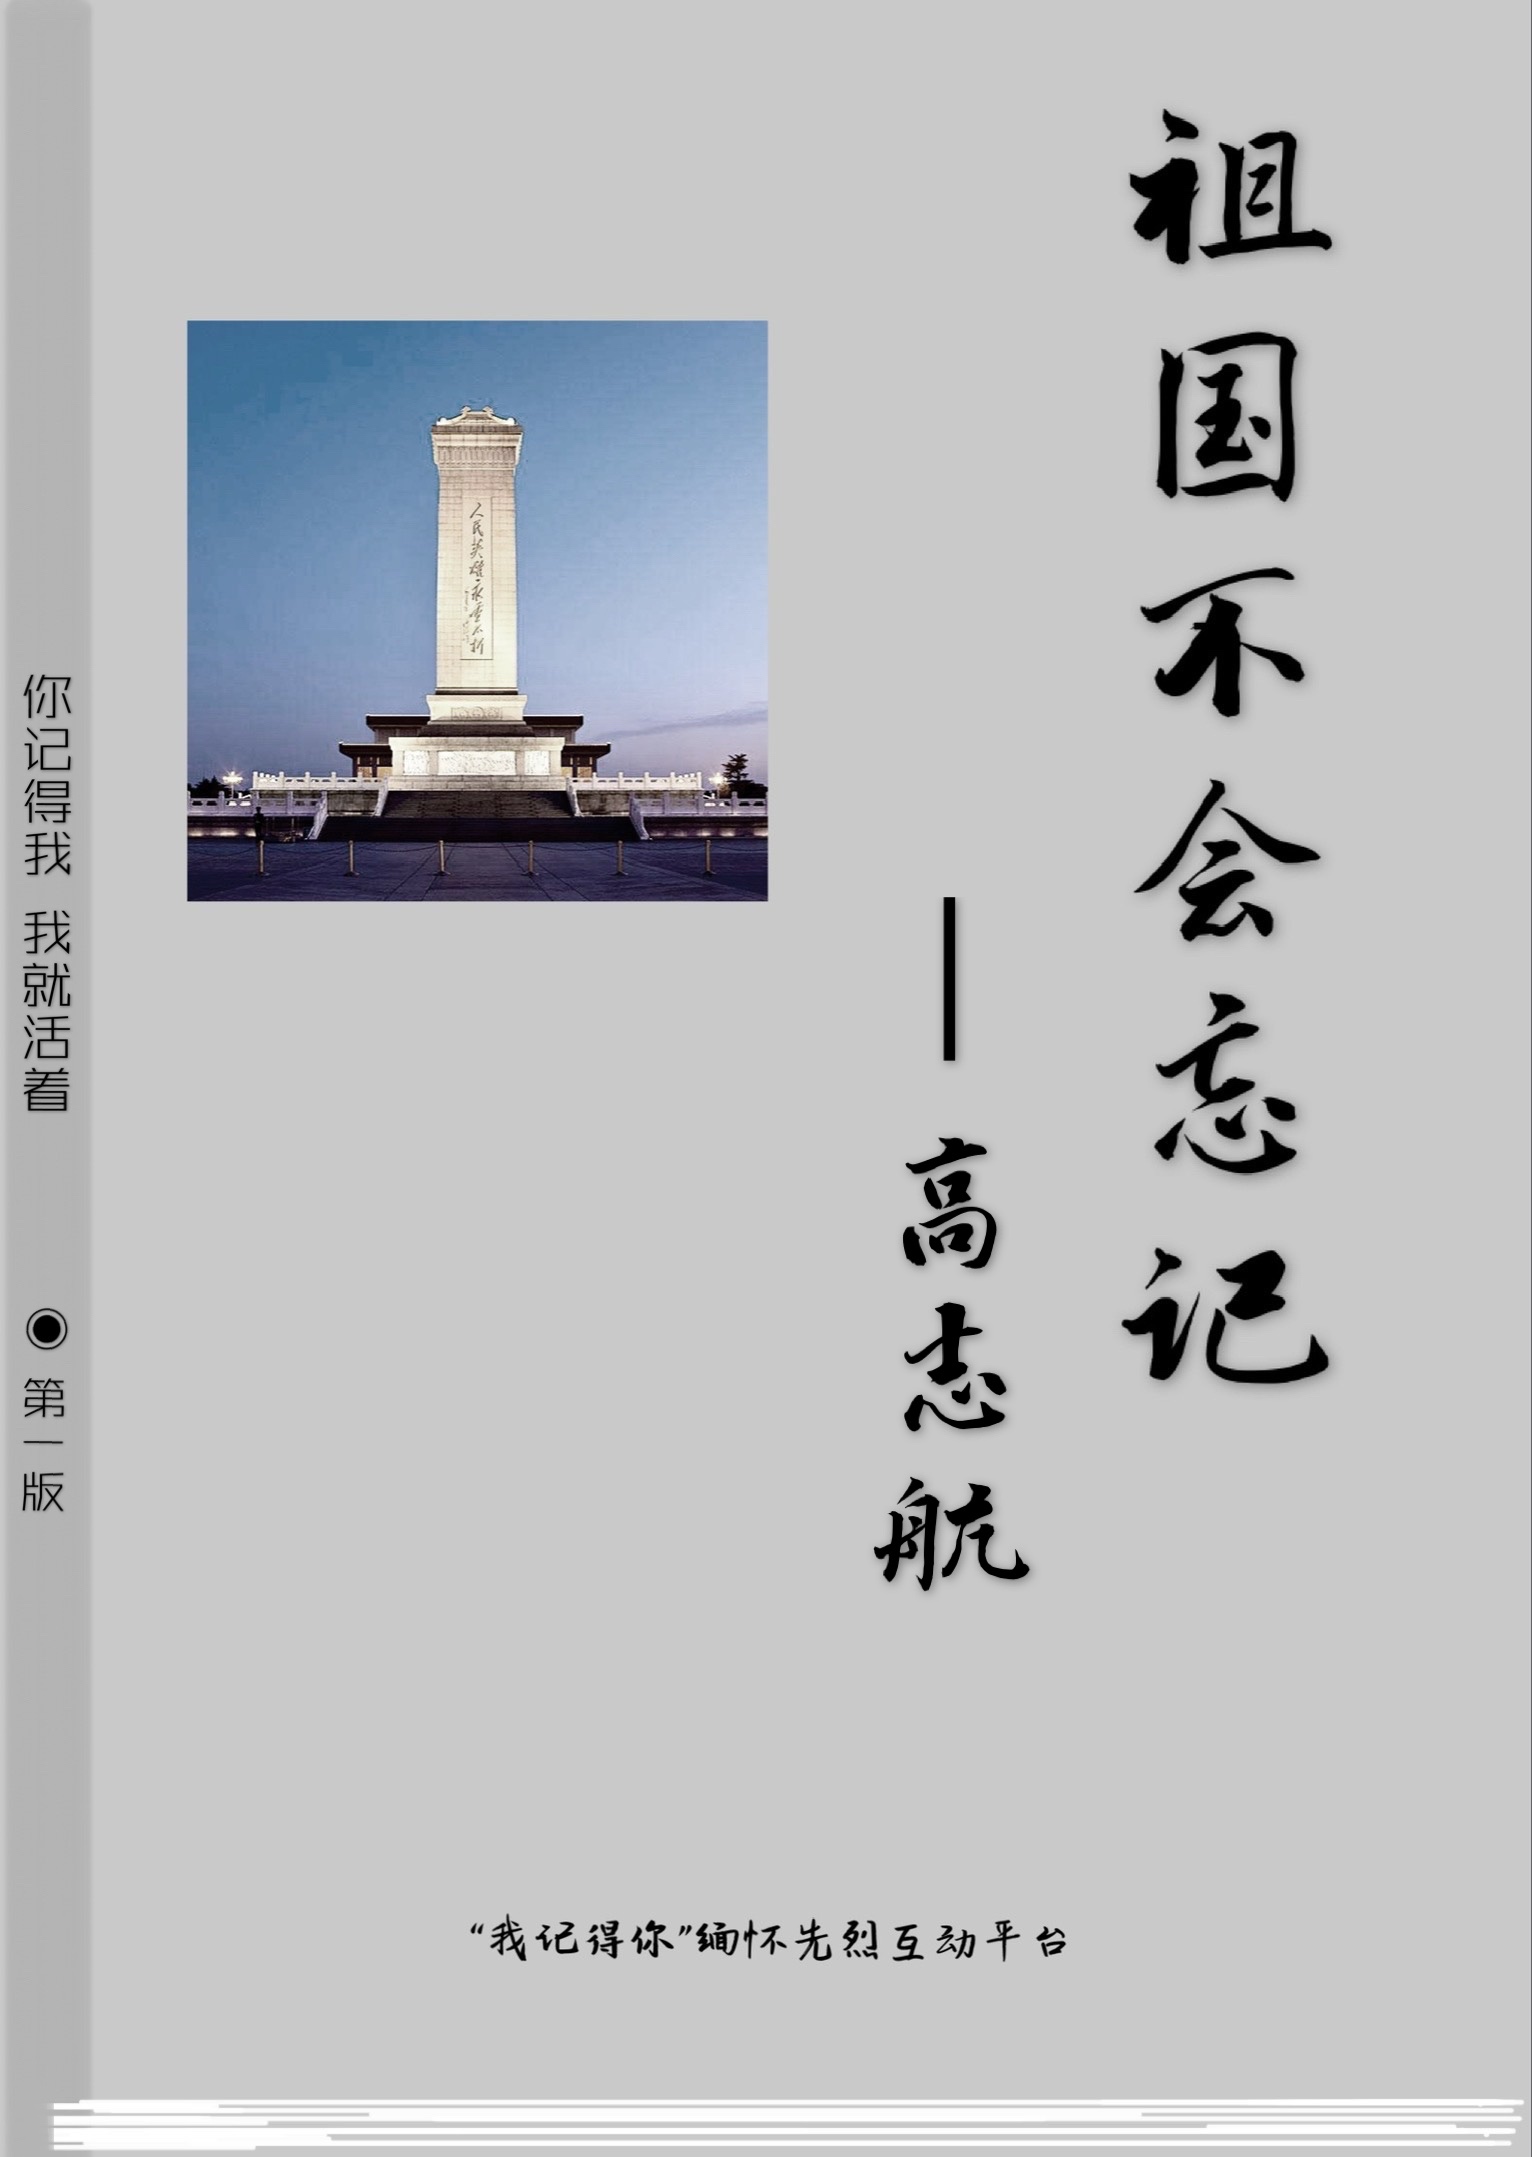 祖国不会忘记
—高志航
人民英雄永垂不朽
你记得我 我就活着
◉第一版
“我记得你”缅怀先烈互动平台